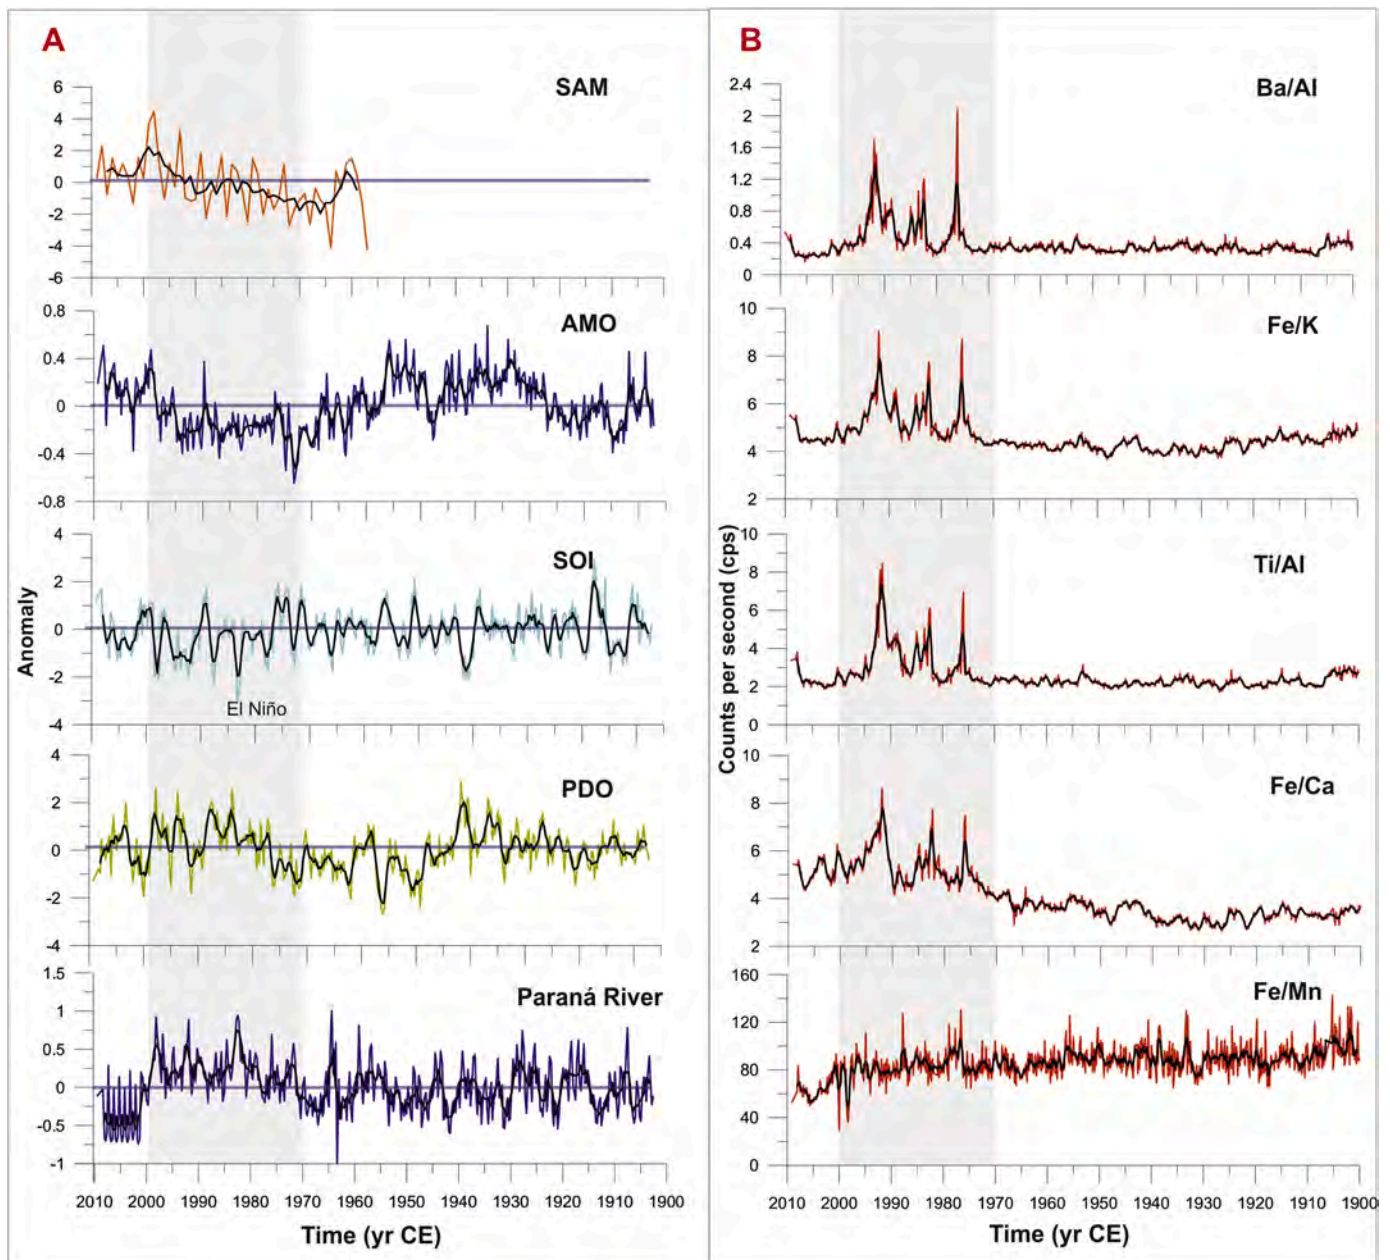 A
SAM
6
4
2
0
-2
-4
-6
AMO
0.8
0.4
0
-0.4
-0.8
SOI
4
2
0
-2
-4
El Niño
Anomaly
PDO
4
2
0
-2
-4
Paraná River
1.5
1
0.5
0
-0.5
-1
2010 2000 1990 1980 1970 1960 1950 1940 1930 1920 1910 1900
Time (yr CE)
B
Ba/Al
2.4
2
1.6
1.2
0.8
0.4
0
Fe/K
10
8
6
4
2
Ti/Al
10
8
6
4
2
0
Counts per second (cps)
Fe/Ca
10
8
6
4
2
Fe/Mn
160
120
80
40
0
2010 2000 1990 1980 1970 1960 1950 1940 1930 1920 1910 1900
Time (yr CE)